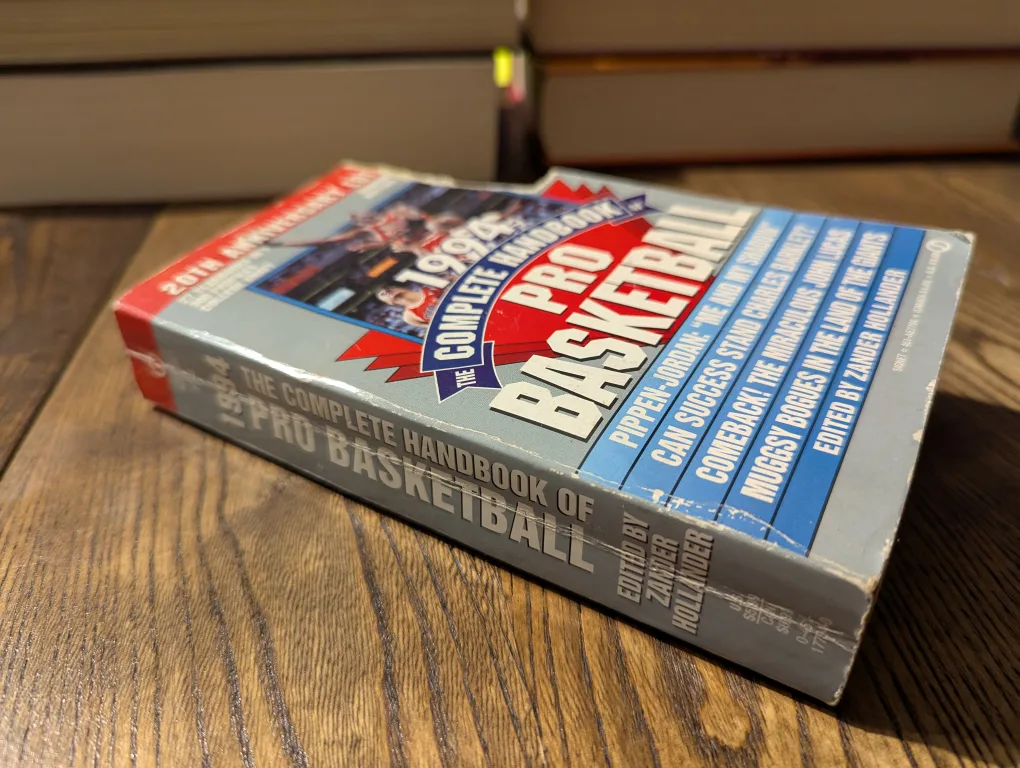 20TH ANNIVERSARY
1994
THE COMPLETE HANDBOOK OF
PRO
BASKETBALL
PIPPEN-JORDAN: "ME AND MY SHADOW"
CAN SUCCESS STAND CHARLES BARKLEY?
COMEBACK! THE MIRACULOUS JOHN LUCAS
MUGGSY BOGUES IN THE LAND OF THE GIANTS
EDITED BY ZANDER HOLLANDER
1994
THE COMPLETE HANDBOOK OF
PRO BASKETBALL
EDITED BY
ZANDER
HOLLANDER